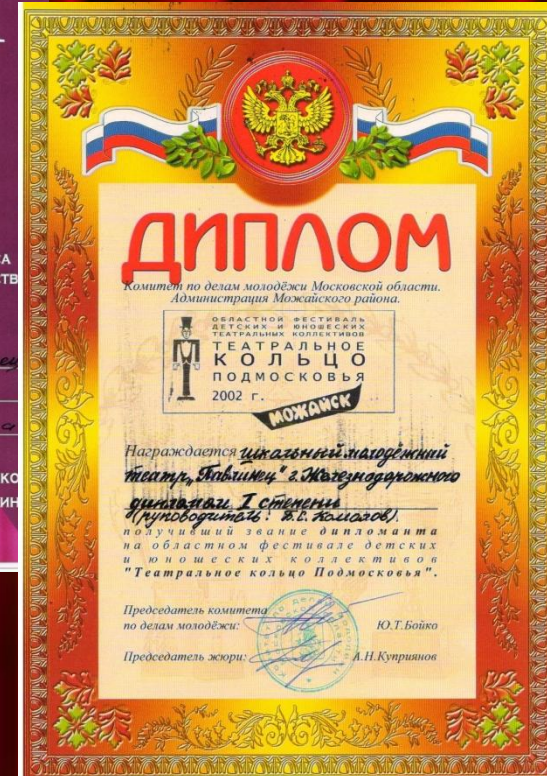 ДИПЛОМ
Комитет по делам молодёжи Московской области.
Администрация Можайского района.
ОБЛАСТНОЙ ФЕСТИВАЛЬ
ДЕТСКИХ И ЮНОШЕСКИХ
ТЕАТРАЛЬНЫХ КОЛЛЕКТИВОВ
ТЕАТРАЛЬНОЕ
КОЛЬЦО
ПОДМОСКОВЬЯ
2002 г.
МОЖАЙСК
Награждается школьный молодёжний
театр „Павлинец" г. Железнодорожного
дипломом I степени
(руководитель: В.С. Комолов).
получивший звание дипломанта
на областном фестивале детских
и юношеских коллективов
"Театральное кольцо Подмосковья".
Председатель комитета
по делам молодёжи: Ю.Т.Бойко
Председатель жюри: А.Н.Куприянов